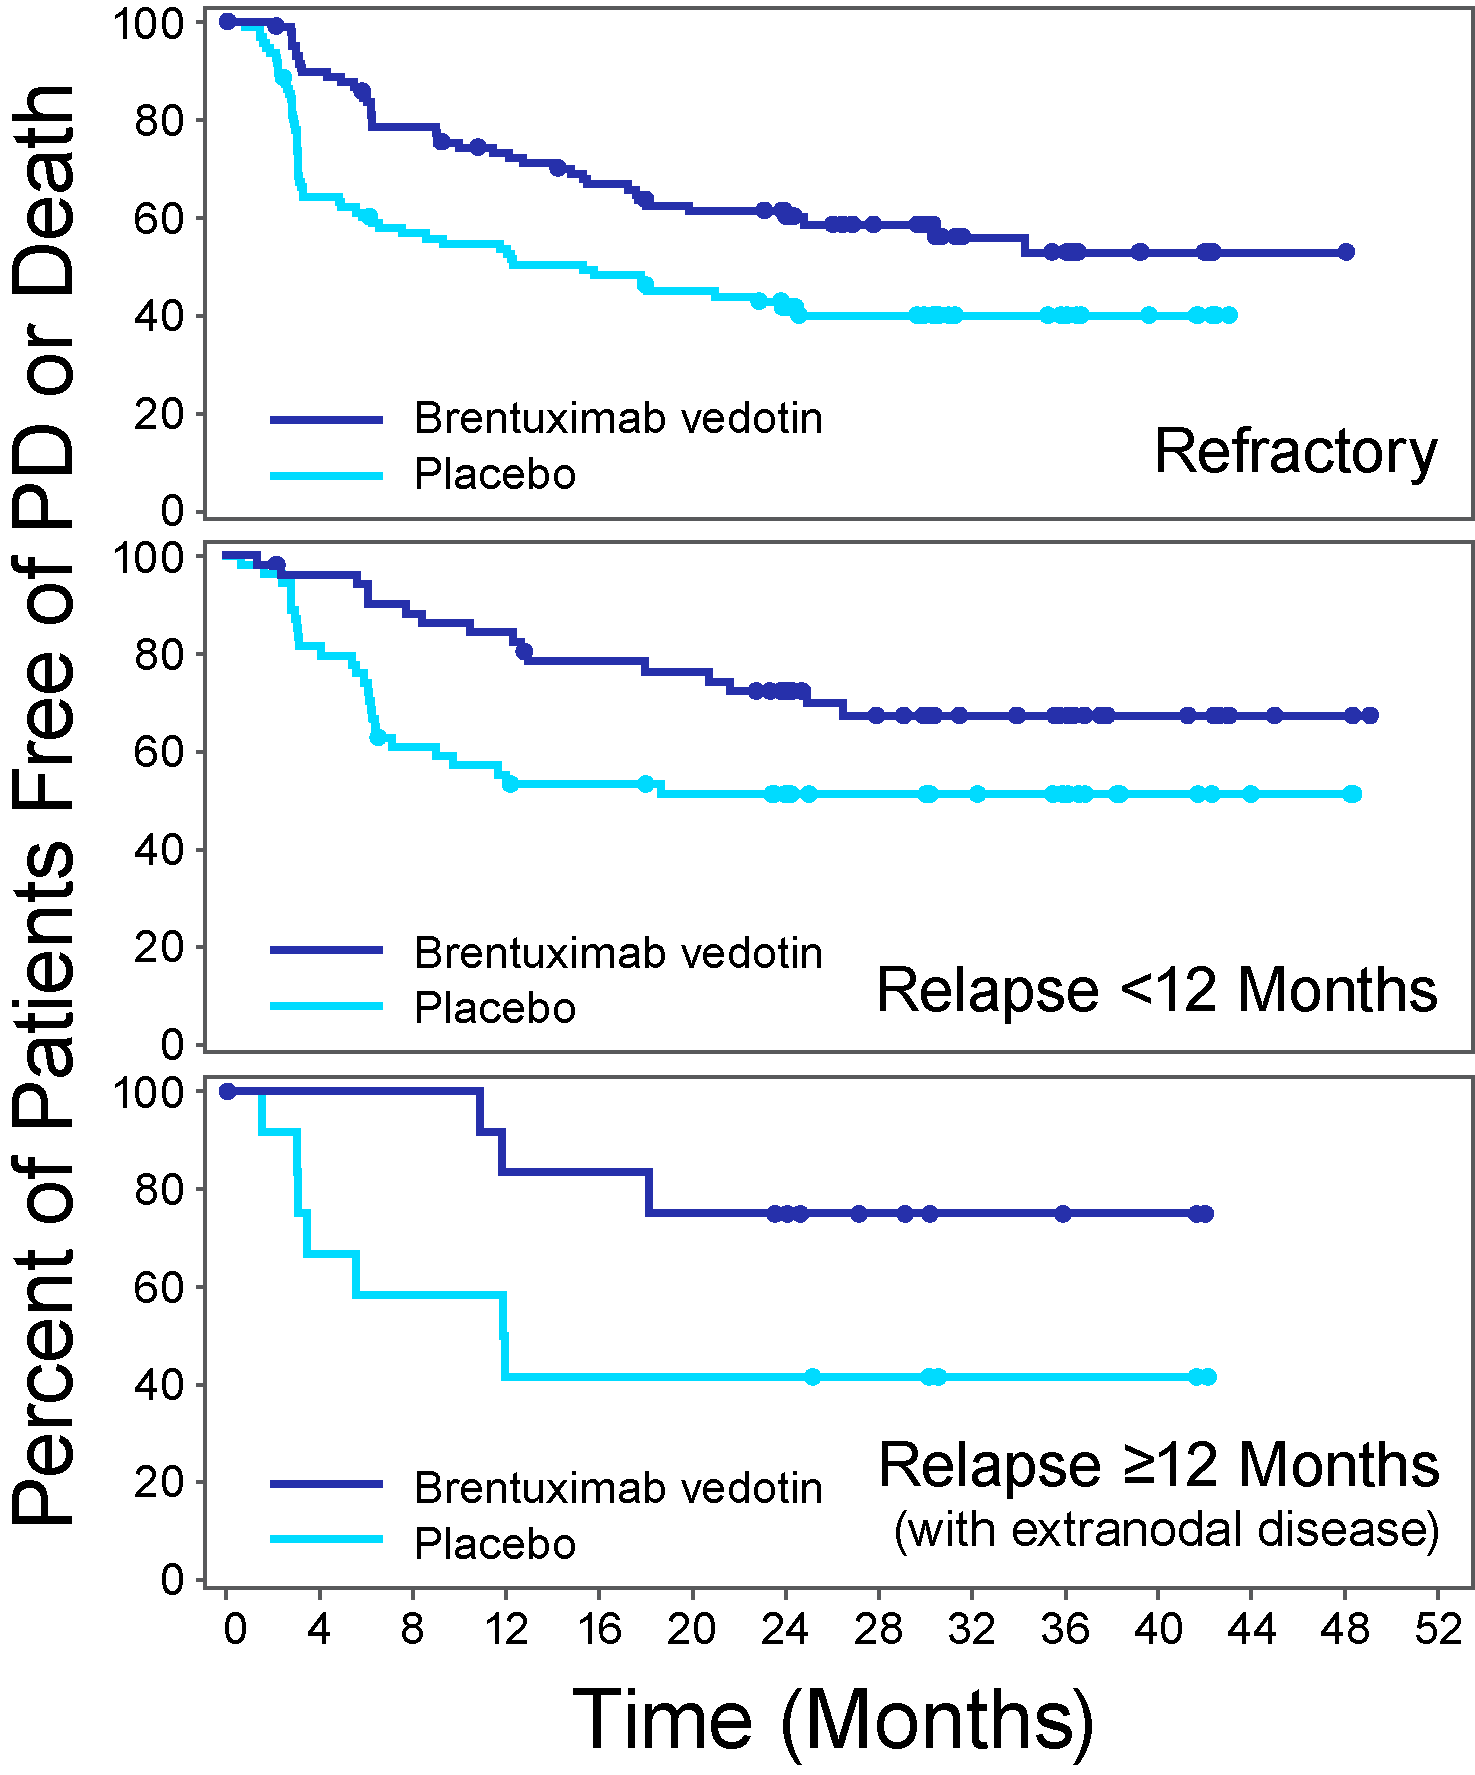 Percent of Patients Free of PD or Death
100
80
60
40
20
0
Brentuximab vedotin
Placebo
Refractory
100
80
60
40
20
0
Brentuximab vedotin
Placebo
Relapse <12 Months
100
80
60
40
20
0
Brentuximab vedotin
Placebo
Relapse ≥12 Months
(with extranodal disease)
0 4 8 12 16 20 24 28 32 36 40 44 48 52
Time (Months)